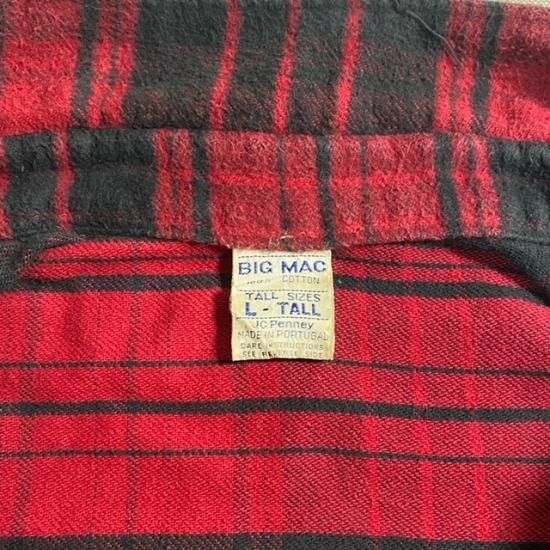 BIG MAC
100% COTTON
TALL SIZES
L - TALL
JCPenney
MADE IN PORTUGAL
CARE INSTRUCTIONS
SEE REVERSE SIDE